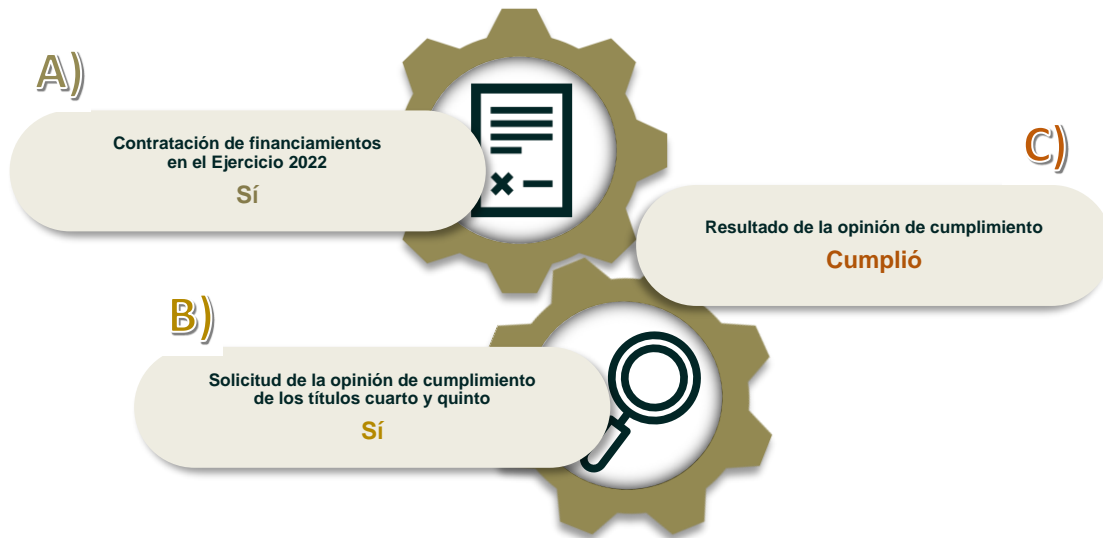 A)
Contratación de financiamientos
en el Ejercicio 2022
Sí
B)
Solicitud de la opinión de cumplimiento
de los títulos cuarto y quinto
Sí
C)
Resultado de la opinión de cumplimiento
Cumplió